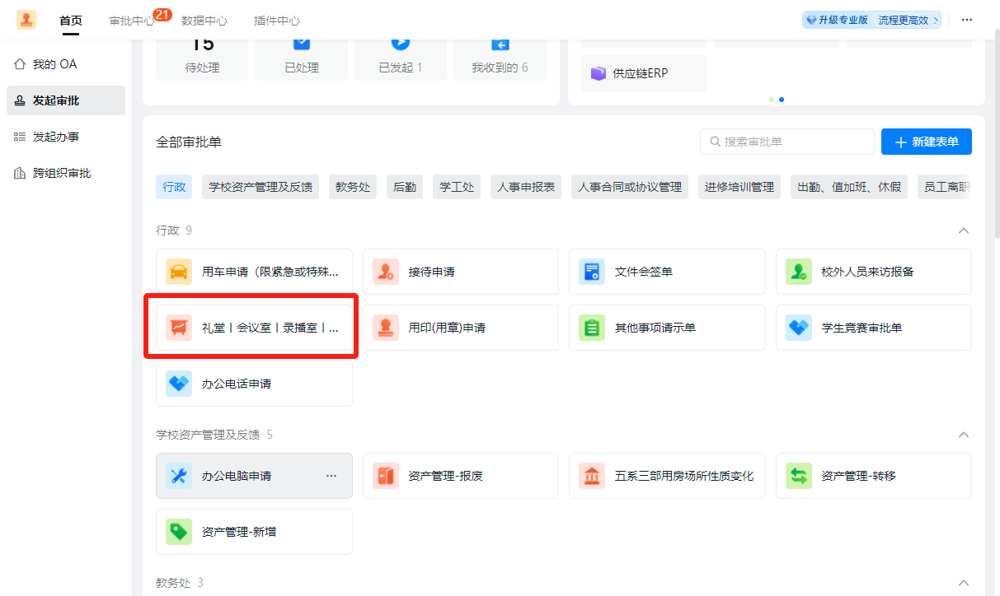 首页
审批中心
21
数据中心
插件中心
升级专业版 流程更高效
我的 OA
发起审批
发起办事
跨组织审批
15
待处理
已处理
已发起 1
我收到的 6
供应链ERP
全部审批单
搜索审批单
新建表单
行政
学校资产管理及反馈
教务处
后勤
学工处
人事申报表
人事合同或协议管理
进修培训管理
出勤、值加班、休假
员工离职
行政 9
用车申请（限紧急或特殊...
接待申请
文件会签单
校外人员来访报备
礼堂丨会议室丨录播室丨...
用印(用章)申请
其他事项请示单
学生竞赛审批单
办公电话申请
学校资产管理及反馈 5
办公电脑申请
资产管理-报废
五系三部用房场所性质变化
资产管理-转移
资产管理-新增
教务处 3